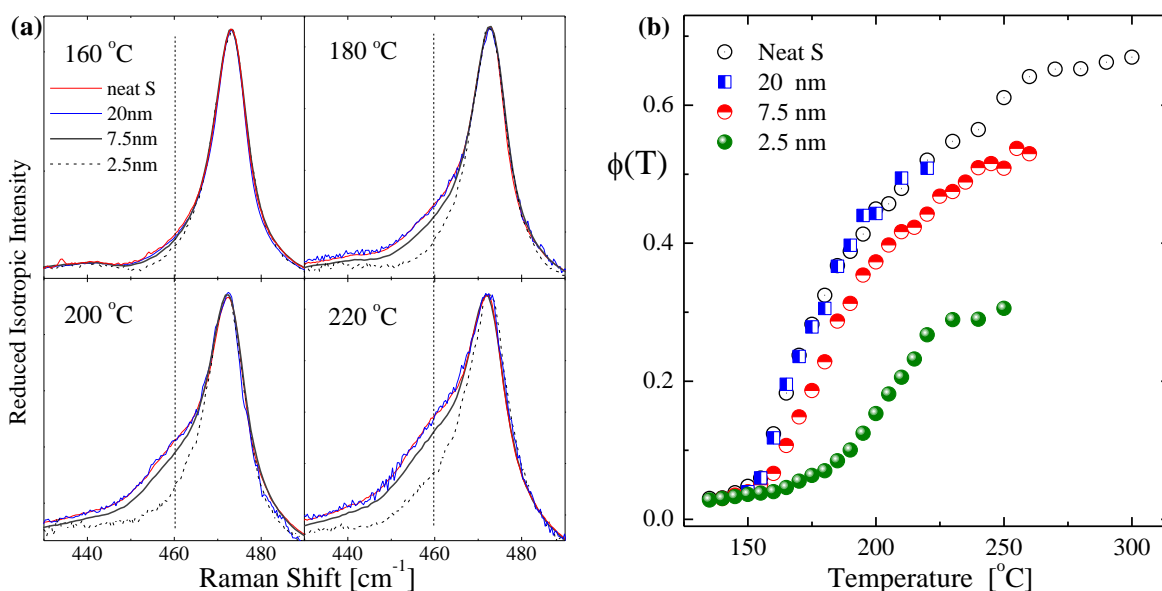 (a)
160 °C
neat S
20nm
7.5nm
2.5nm
180 °C
200 °C
220 °C
Reduced Isotropic Intensity
440 460 480 440 460 480
Raman Shift [cm⁻¹]
(b)
Neat S
20 nm
7.5 nm
2.5 nm
ϕ(T)
0.6
0.4
0.2
0.0
150 200 250 300
Temperature [°C]